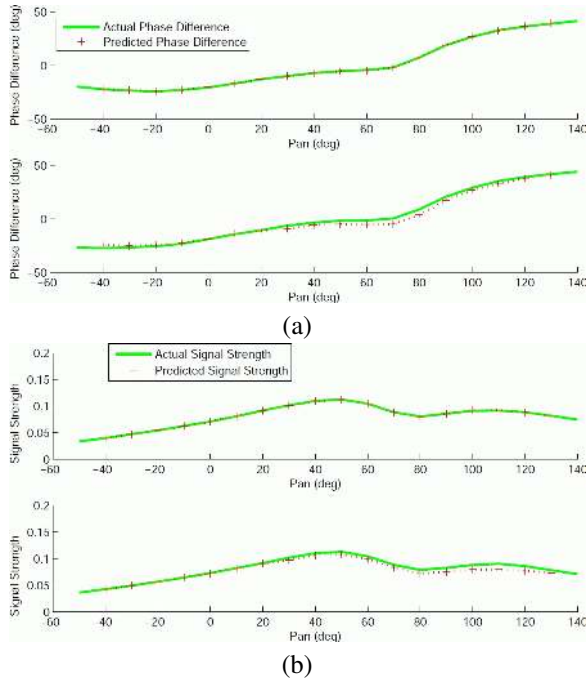 50
0
-50
Phase Difference (deg)
Actual Phase Difference
Predicted Phase Difference
-60 -40 -20 0 20 40 60 80 100 120 140
Pan (deg)
50
0
-50
Phase Difference (deg)
-60 -40 -20 0 20 40 60 80 100 120 140
Pan (deg)
(a)
0.2
0.15
0.1
0.05
0
Signal Strength
Actual Signal Strength
Predicted Signal Strength
-60 -40 -20 0 20 40 60 80 100 120 140
Pan (deg)
0.2
0.15
0.1
0.05
0
Signal Strength
-60 -40 -20 0 20 40 60 80 100 120 140
Pan (deg)
(b)